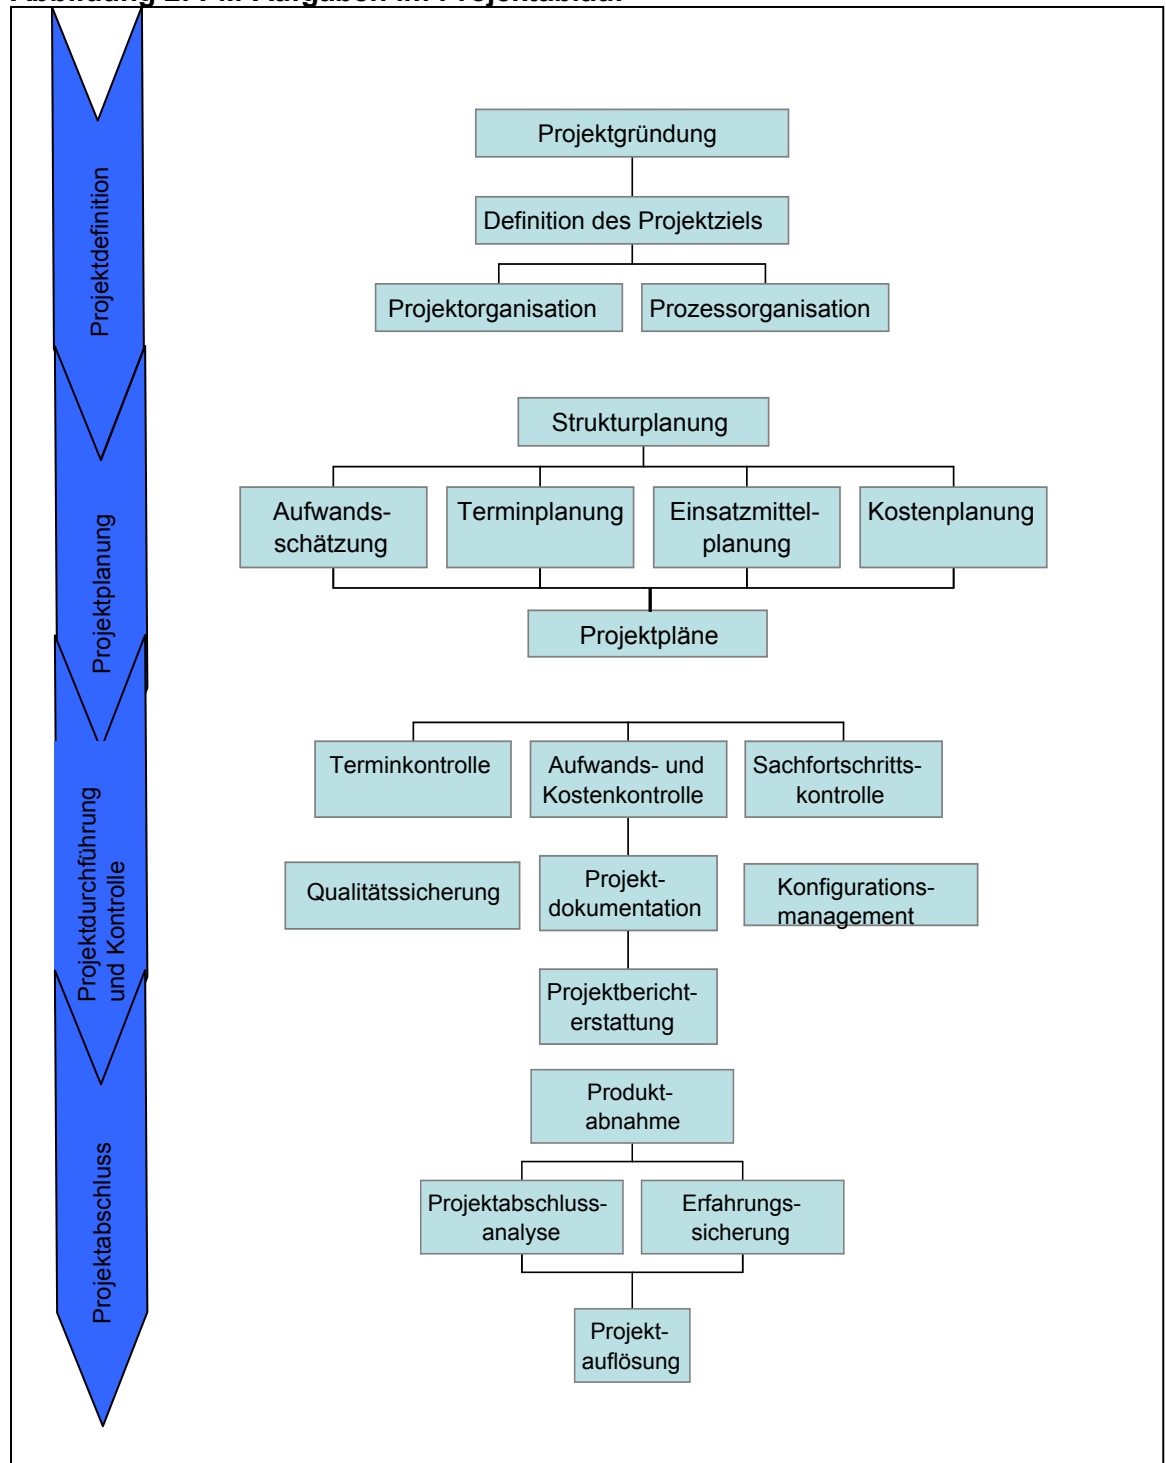 Projektdefinition
Projektgründung
Definition des Projektziels
Projektorganisation
Prozessorganisation
Projektplanung
Strukturplanung
Aufwands-
schätzung
Terminplanung
Einsatzmittel-
planung
Kostenplanung
Projektpläne
Projektdurchführung
und Kontrolle
Terminkontrolle
Aufwands- und
Kostenkontrolle
Sachfortschritts-
kontrolle
Qualitätssicherung
Projekt-
dokumentation
Konfigurations-
management
Projektbericht-
erstattung
Projektabschluss
Produkt-
abnahme
Projektabschluss-
analyse
Erfahrungs-
sicherung
Projekt-
auflösung